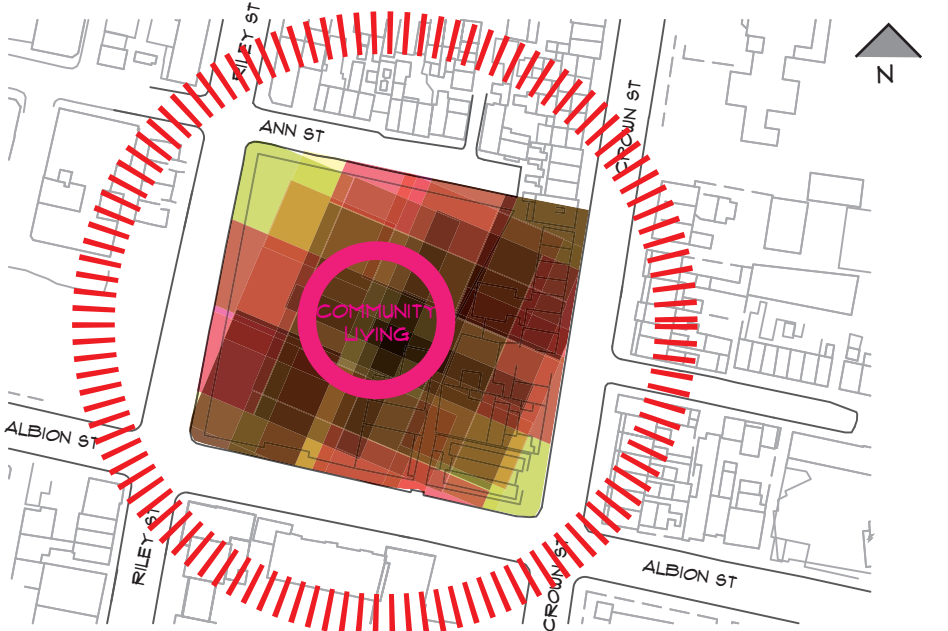 RILEY ST
CROWN ST
N
ANN ST
COMMUNITY
LIVING
ALBION ST
RILEY ST
CROWN ST
ALBION ST